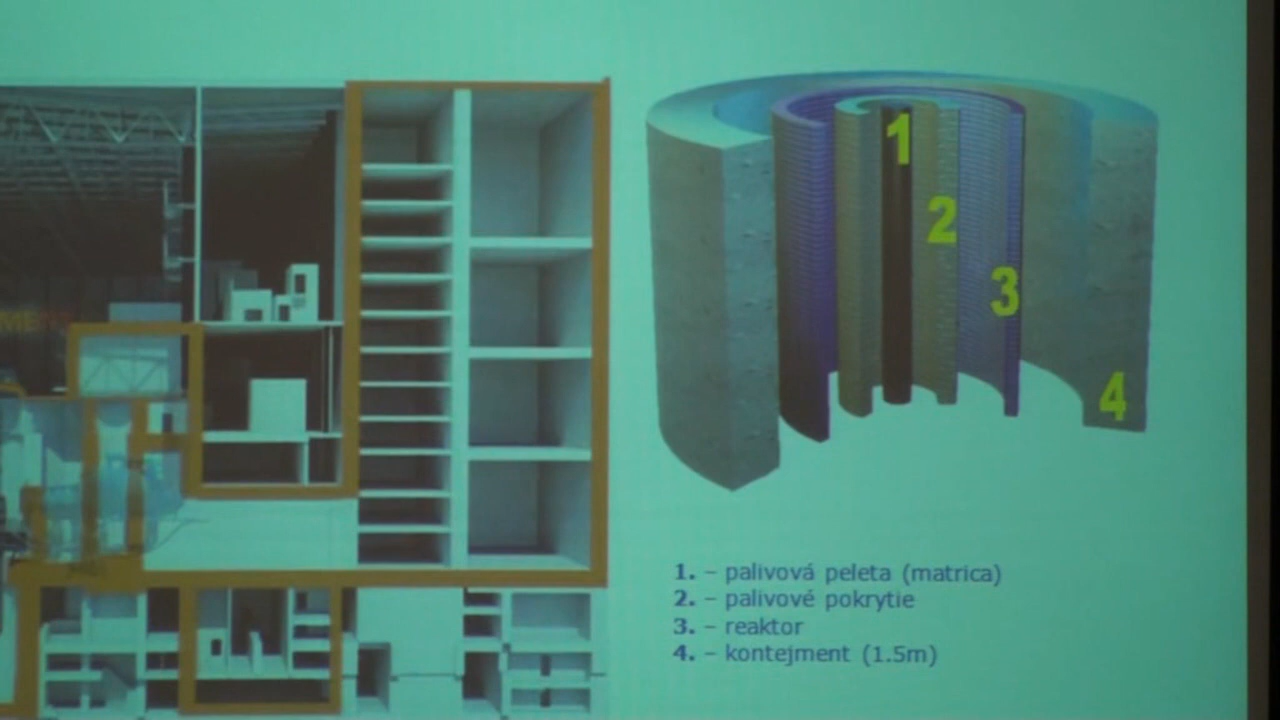 1
2
3
4
1. – palivová peleta (matrica)
2. – palivové pokrytie
3. – reaktor
4. – kontejment (1.5m)